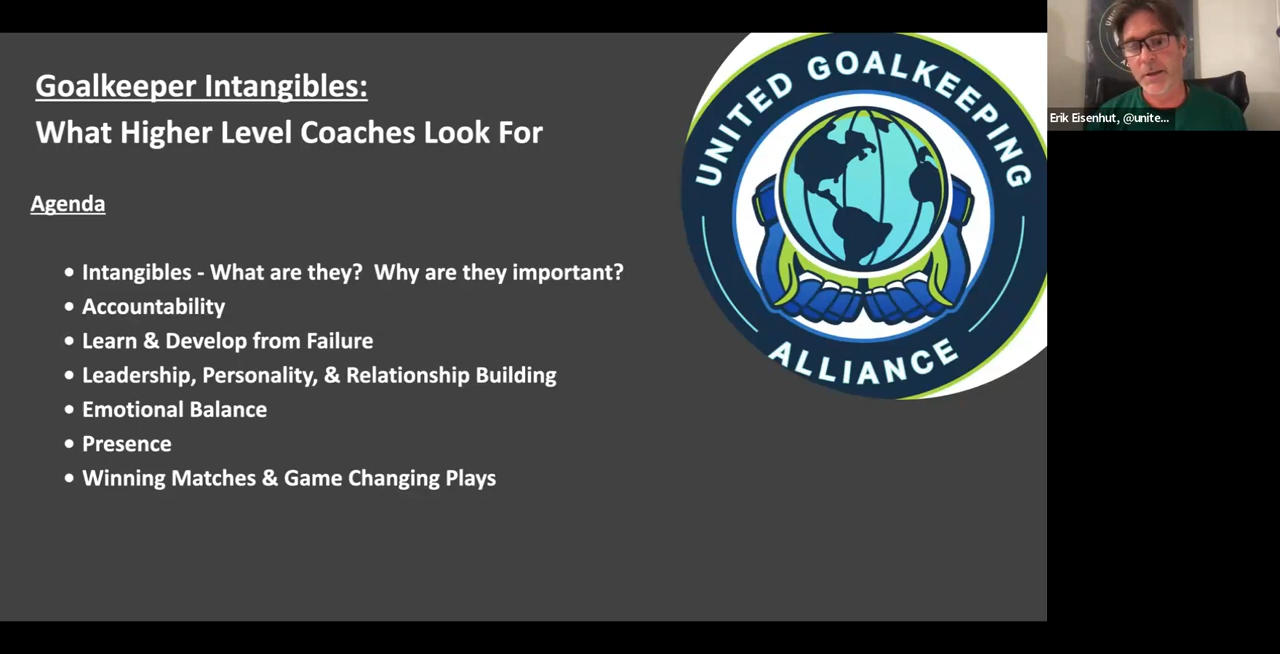 Goalkeeper Intangibles:
What Higher Level Coaches Look For
Agenda
• Intangibles - What are they? Why are they important?
• Accountability
• Learn & Develop from Failure
• Leadership, Personality, & Relationship Building
• Emotional Balance
• Presence
• Winning Matches & Game Changing Plays
UNITED GOALKEEPING
ALLIANCE
Erik Eisenhut, @unite...